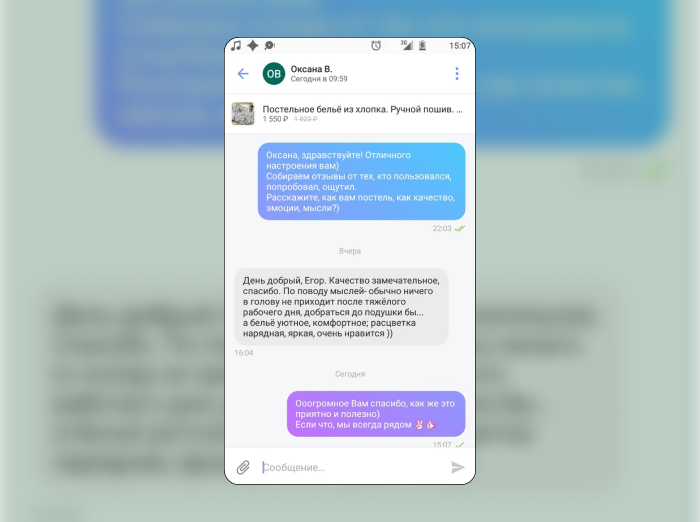 3G
15:07
ОВ
Оксана В.
Сегодня в 09:59
Постельное бельё из хлопка. Ручной пошив. ...
1 550 ₽ 1 823 ₽
Оксана, здравствуйте! Отличного
настроения вам)
Собираем отзывы от тех, кто пользовался,
попробовал, ощутил.
Расскажите, как вам постель, как качество,
эмоции, мысли?)
22:03
Вчера
День добрый, Егор. Качество замечательное,
спасибо. По поводу мыслей- обычно ничего
в голову не приходит после тяжёлого
рабочего дня, добраться до подушки бы...
а бельё уютное, комфортное; расцветка
нарядная, яркая, очень нравится ))
16:04
Сегодня
Ооогромное Вам спасибо, как же это
приятно и полезно)
Если что, мы всегда рядом ✌🏻👍🏻
15:07
Сообщение...